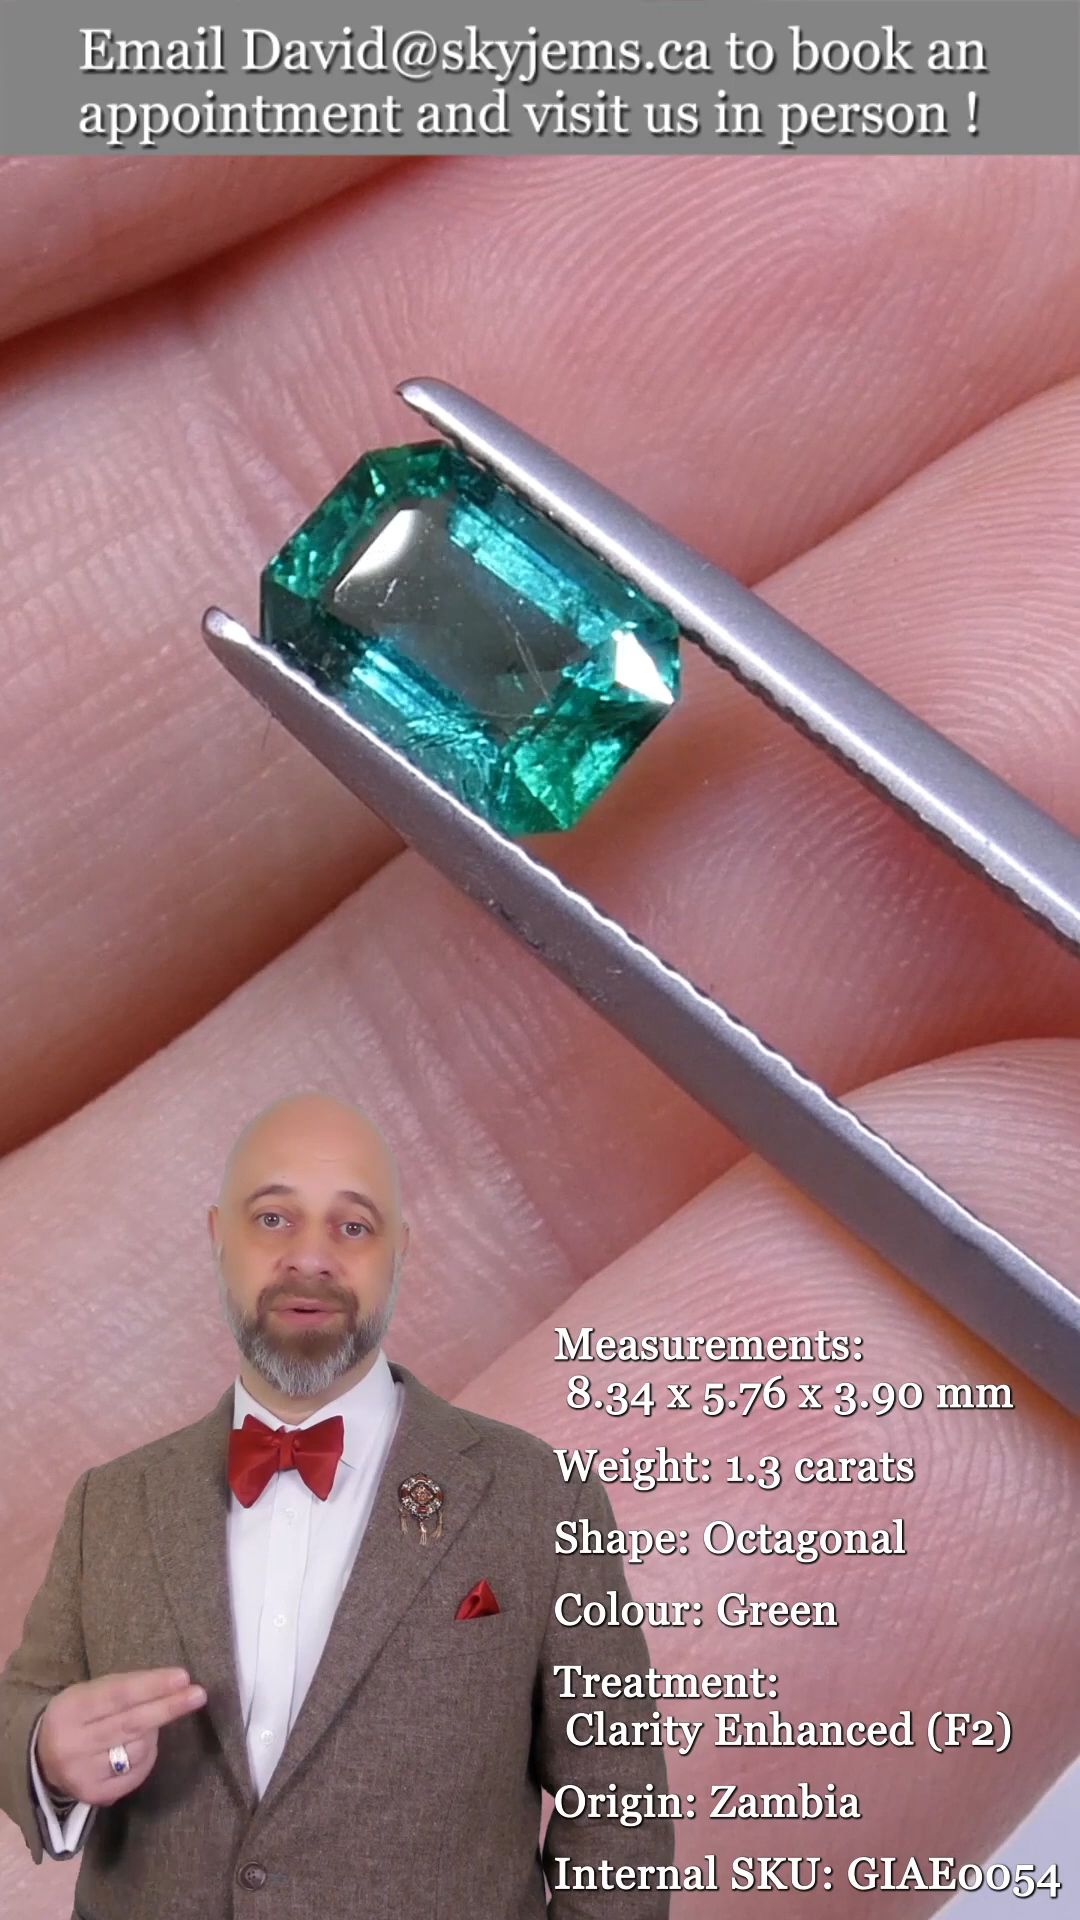 Email David@skyjems.ca to book an
appointment and visit us in person !
Measurements:
8.34 x 5.76 x 3.90 mm
Weight: 1.3 carats
Shape: Octagonal
Colour: Green
Treatment:
Clarity Enhanced (F2)
Origin: Zambia
Internal SKU: GIAE0054